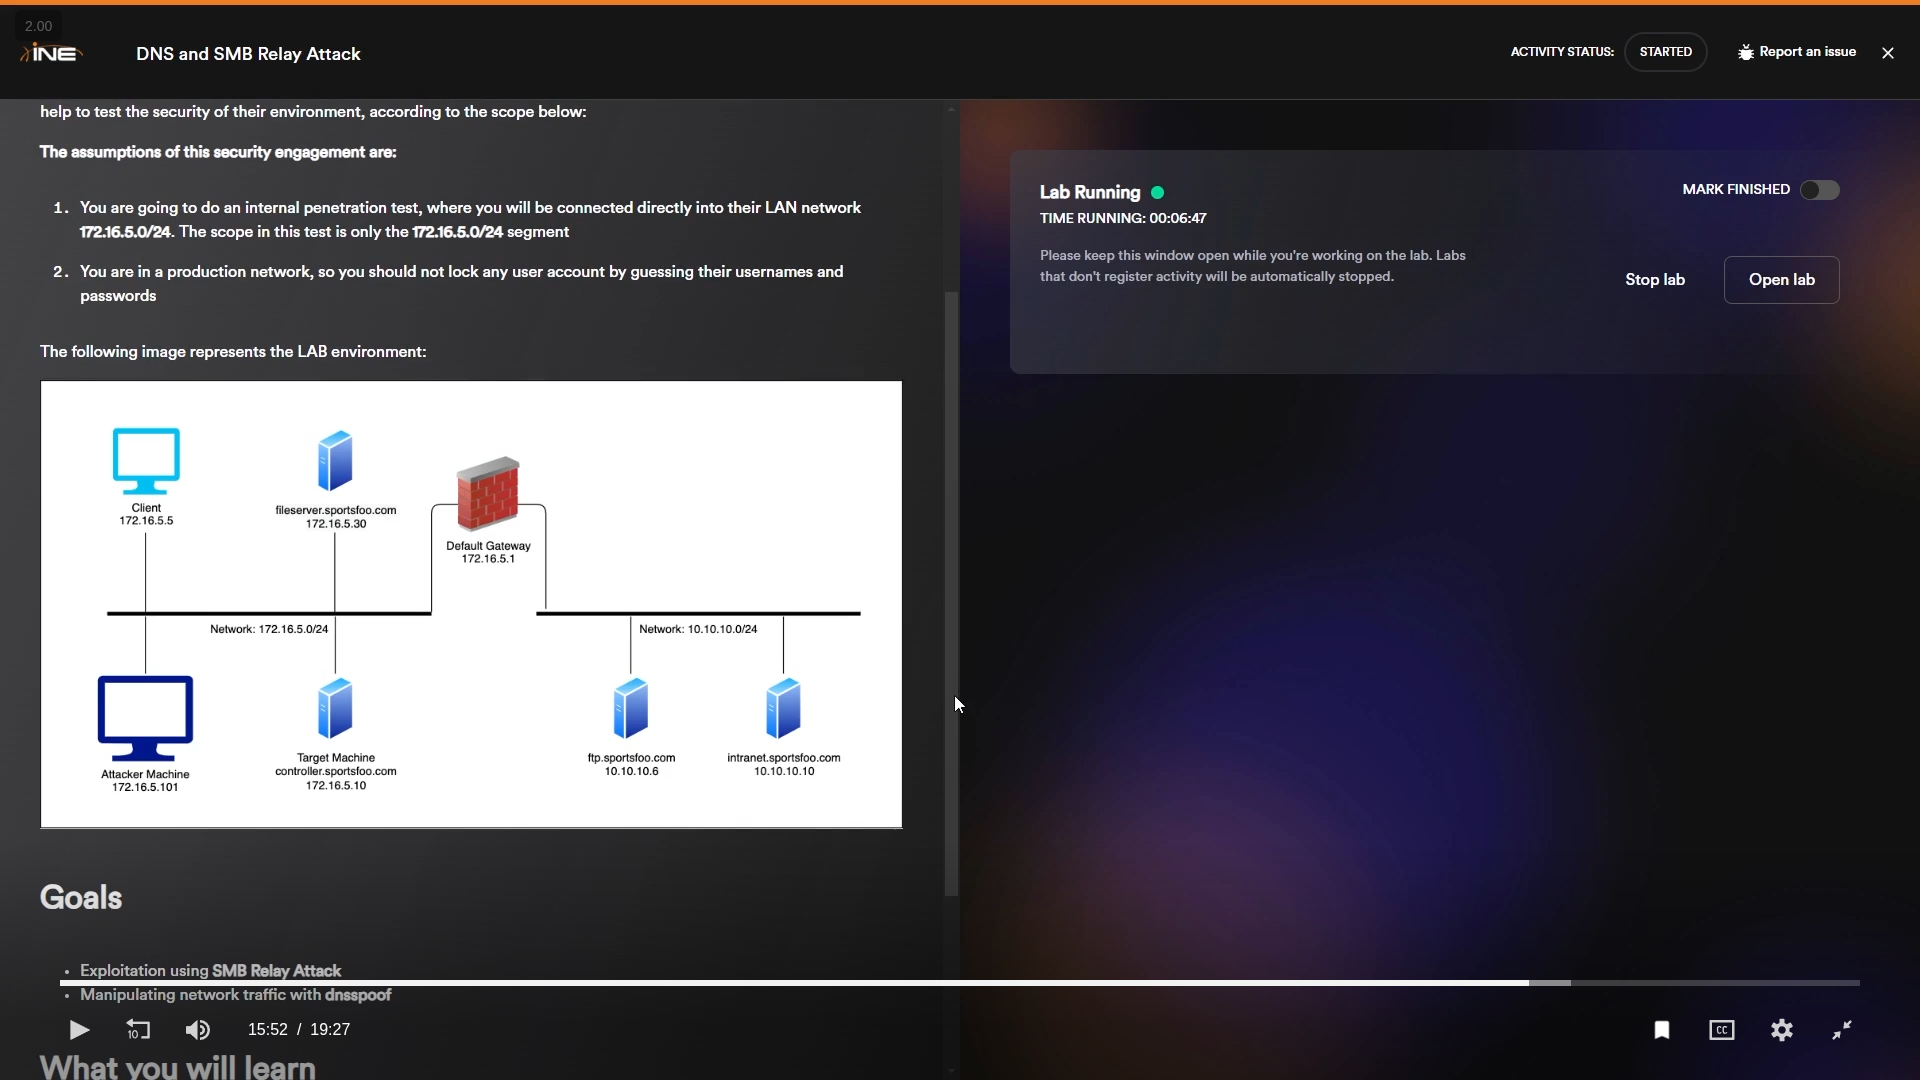 2.00
INE
DNS and SMB Relay Attack
ACTIVITY STATUS:
STARTED
Report an issue
help to test the security of their environment, according to the scope below:
The assumptions of this security engagement are:
1. You are going to do an internal penetration test, where you will be connected directly into their LAN network
172.16.5.0/24. The scope in this test is only the 172.16.5.0/24 segment
2. You are in a production network, so you should not lock any user account by guessing their usernames and
passwords
The following image represents the LAB environment:
Client
172.16.5.5
fileserver.sportsfoo.com
172.16.5.30
Default Gateway
172.16.5.1
Network: 172.16.5.0/24
Network: 10.10.10.0/24
Attacker Machine
172.16.5.101
Target Machine
controller.sportsfoo.com
172.16.5.10
ftp.sportsfoo.com
10.10.10.6
intranet.sportsfoo.com
10.10.10.10
Goals
• Exploitation using SMB Relay Attack
• Manipulating network traffic with dnsspoof
What you will learn
Lab Running
MARK FINISHED
TIME RUNNING: 00:06:47
Please keep this window open while you're working on the lab. Labs
that don't register activity will be automatically stopped.
Stop lab
Open lab
10
15:52 / 19:27
CC